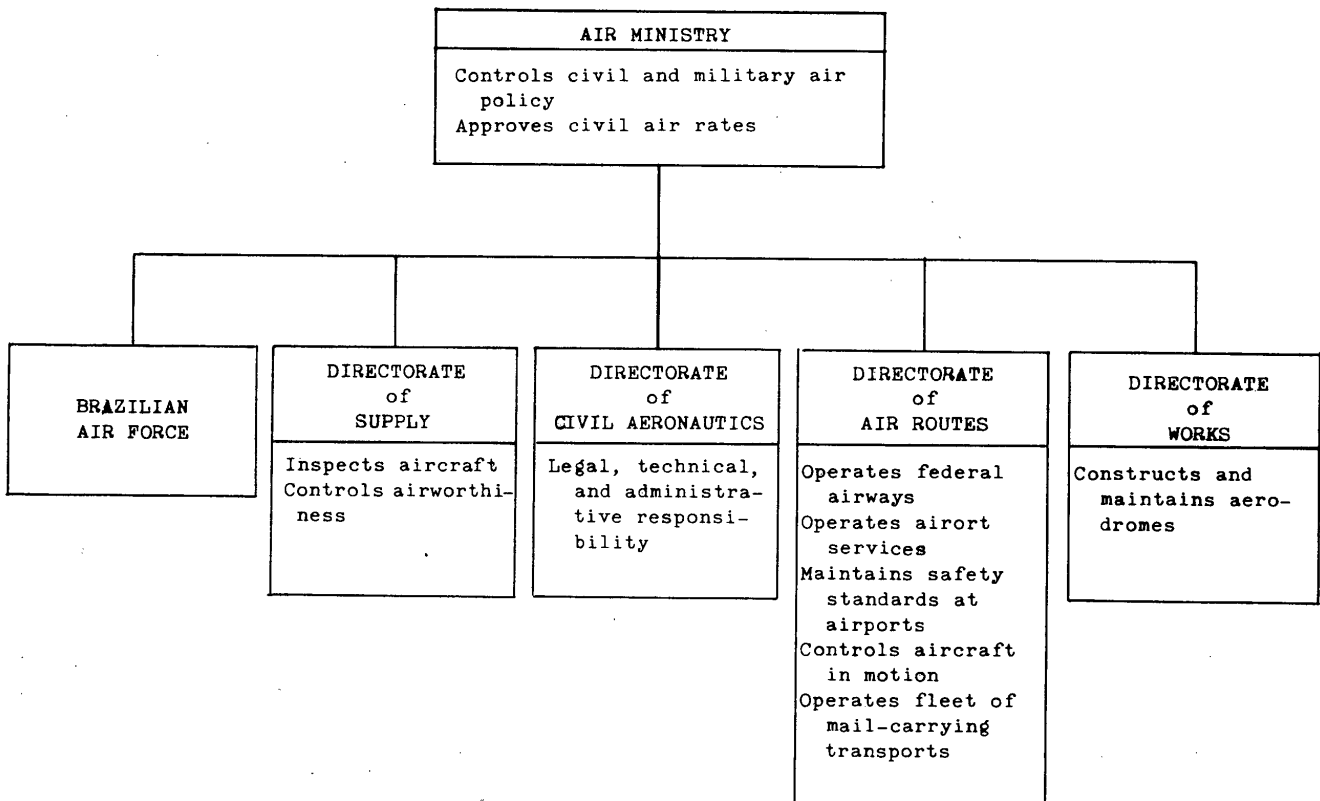 AIR MINISTRY
Controls civil and military air
policy
Approves civil air rates
BRAZILIAN
AIR FORCE
DIRECTORATE
of
SUPPLY
Inspects aircraft
Controls airworthi-
ness
DIRECTORATE
of
CIVIL AERONAUTICS
Legal, technical,
and administra-
tive responsi-
bility
DIRECTORATE
of
AIR ROUTES
Operates federal
airways
Operates airort
services
Maintains safety
standards at
airports
Controls aircraft
in motion
Operates fleet of
mail-carrying
transports
DIRECTORATE
of
WORKS
Constructs and
maintains aero-
dromes